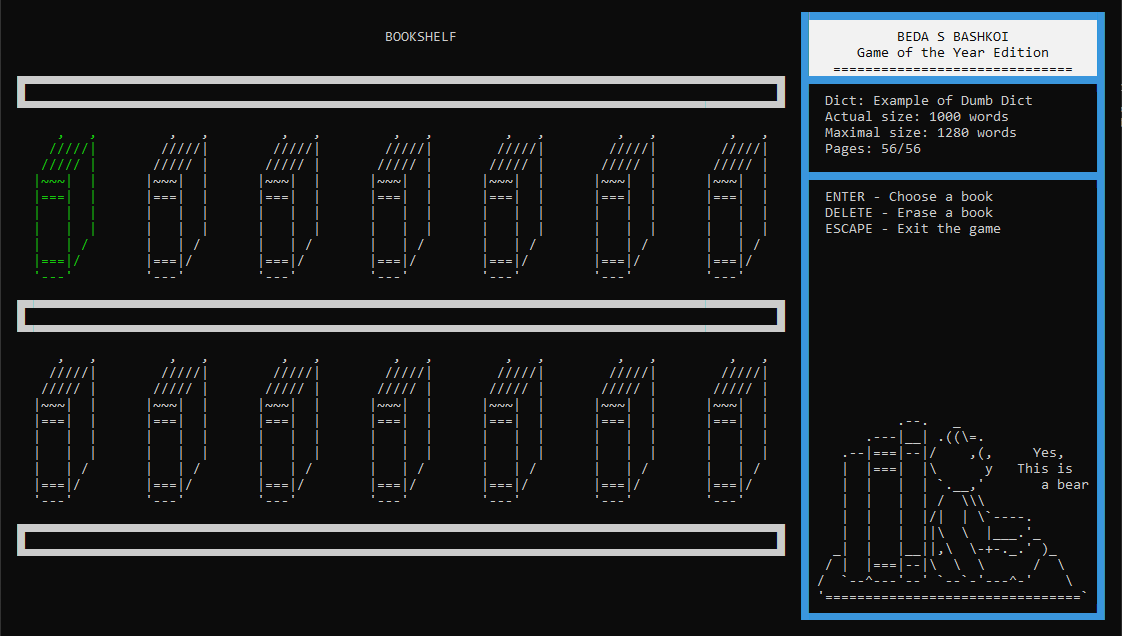 BOOKSHELF
BEDA S BASHKOI
Game of the Year Edition
Dict: Example of Dumb Dict
Actual size: 1000 words
Maximal size: 1280 words
Pages: 56/56
ENTER - Choose a book
DELETE - Erase a book
ESCAPE - Exit the game
Yes,
This is
a bear